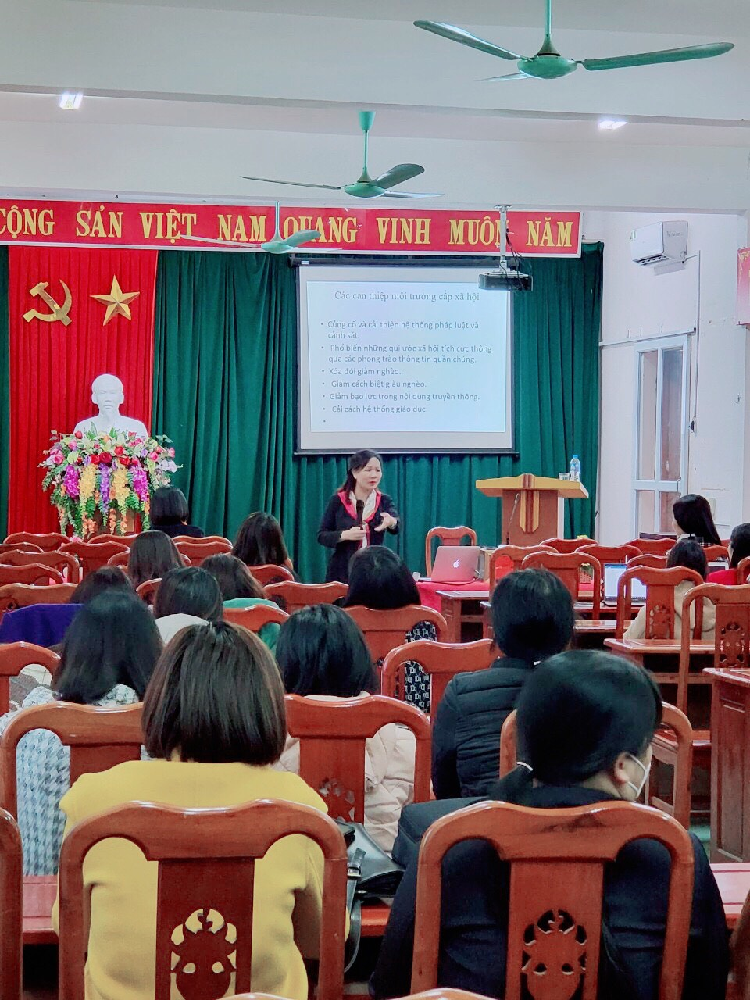 CỘNG SẢN VIỆT NAM QUANG VINH MUÔN NĂM
Các can thiệp môi trường cấp xã hội
• Củng cố và cải thiện hệ thống pháp luật và
cảnh sát.
• Phổ biến những qui ước xã hội tích cực thông
qua các phong trào thông tin quần chúng.
• Xóa đói giảm nghèo.
• Giảm cách biệt giàu nghèo.
• Giảm bạo lực trong nội dung truyền thông.
• Cải cách hệ thống giáo dục
•